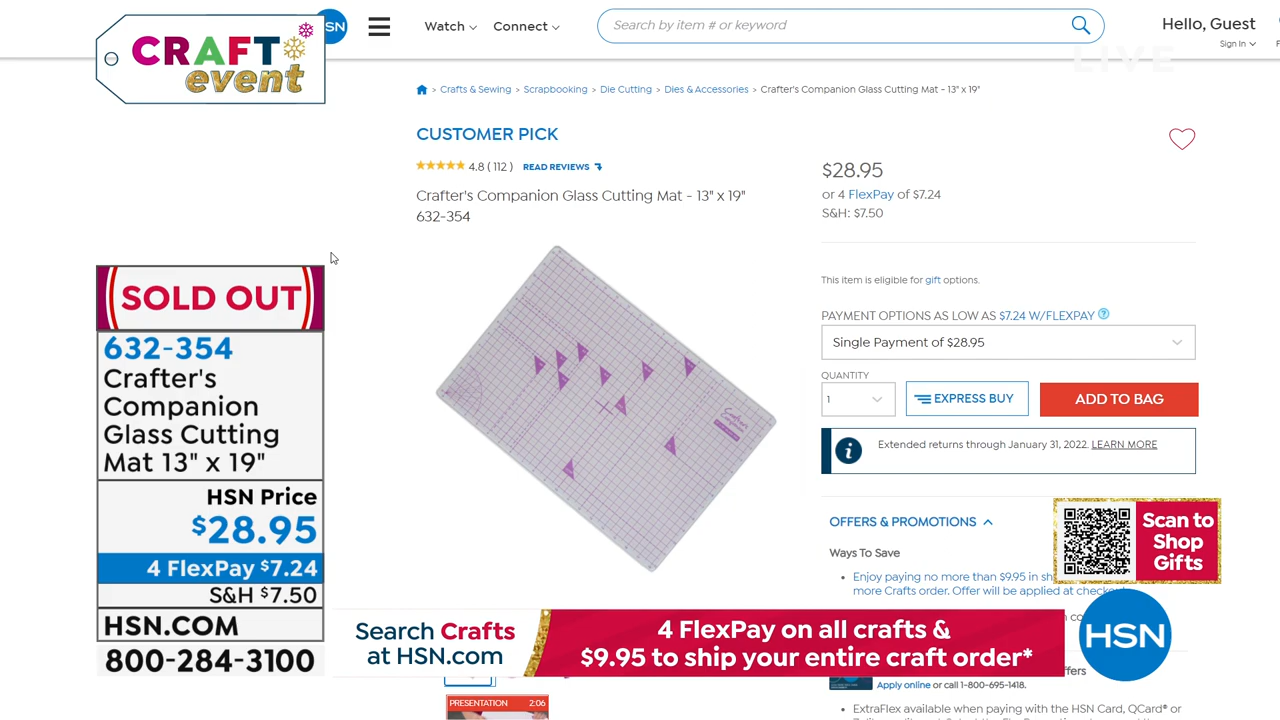 CRAFT
event
SN
Watch
Connect
Search by item # or keyword
Hello, Guest
Sign In
LIVE
> Crafts & Sewing > Scrapbooking > Die Cutting > Dies & Accessories > Crafter's Companion Glass Cutting Mat - 13" x 19"
CUSTOMER PICK
4.8 ( 112 ) READ REVIEWS
Crafter's Companion Glass Cutting Mat - 13" x 19"
632-354
$28.95
or 4 FlexPay of $7.24
S&H: $7.50
This item is eligible for gift options.
PAYMENT OPTIONS AS LOW AS $7.24 W/FLEXPAY ?
Single Payment of $28.95
QUANTITY
1
EXPRESS BUY
ADD TO BAG
Extended returns through January 31, 2022. LEARN MORE
OFFERS & PROMOTIONS
Ways To Save
Enjoy paying no more than $9.95 in sh
more Crafts order. Offer will be applied at checkou
Scan to
Shop
Gifts
SOLD OUT
632-354
Crafter's
Companion
Glass Cutting
Mat 13" x 19"
HSN Price
$28.95
4 FlexPay $7.24
S&H $7.50
HSN.COM
800-284-3100
Search Crafts
at HSN.com
4 FlexPay on all crafts &
$9.95 to ship your entire craft order*
HSN
ffers
Apply online or call 1-800-695-1418.
PRESENTATION 2:06
ExtraFlex available when paying with the HSN Card, QCard® or